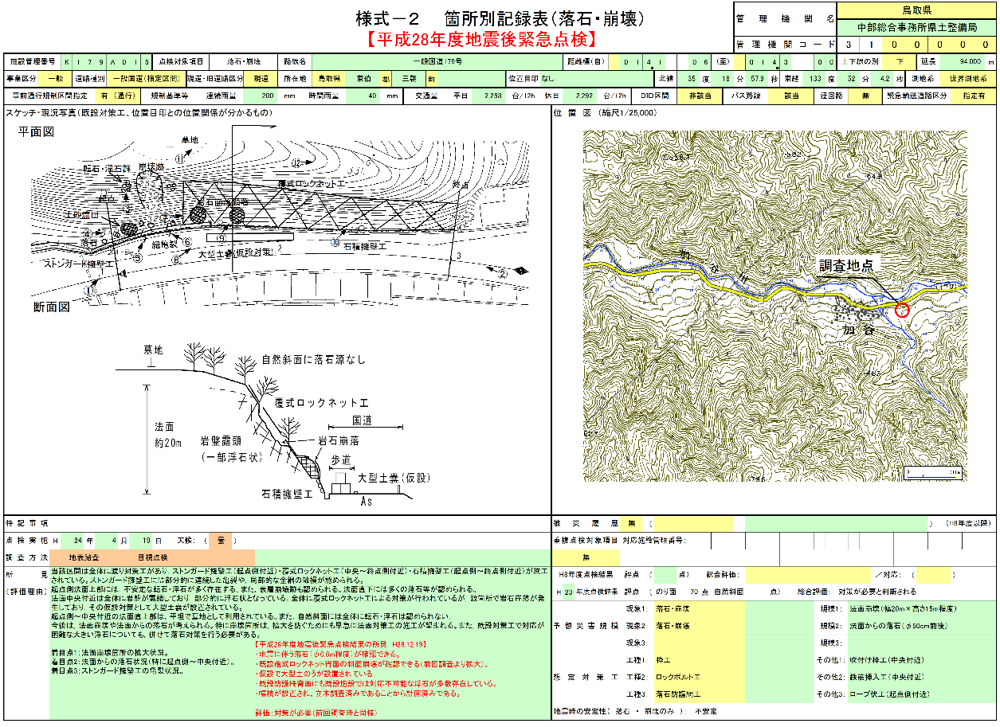 様式－2　箇所別記録表（落石・崩壊）
【平成28年度地震後緊急点検】
管理機関名 鳥取県
中部総合事務所県土整備局
管理機関コード 3 1 0 0 0 0 0
施設管理番号 K 1 7 9 A 0 1 5 点検対象項目 落石・崩壊 路線名 一般国道179号 距離標（自） 0 1 4 . 1 0 6 （至） 0 1 4 . 3 0 0 上下線の別 下 延長 94.000 m
事業区分 一般 道路種別 一般国道（指定区間） 現道・旧道路区分 現道 所在地 鳥取県 東伯 郡 三朝 町 位置目印 なし 北緯 35 度 18 分 57.9 秒 東経 133 度 52 分 4.2 秒 測地系 世界測地系
事前通行規制区間指定 有（通行） 規制基準等 連続雨量 200 mm 時間雨量 40 mm 交通量 平日 2,258 台/12h 休日 2,292 台/12h DID区間 非該当 バス路線 該当 迂回路 無 緊急輸送道路区分 指定有
スケッチ・現況写真（既設対策工、位置目印との位置関係が分かるもの）
平面図
墓地
⑪
⑫
転石・浮石群 崩壊跡
覆式ロックネット工
起点
終点
③
④
落石
⑤
⑥
⑧
⑨
⑩
大型土嚢（仮設対策）
石積擁壁工
ストンガード擁壁工
①
②
2
3
断面図
墓地
自然斜面に落石源なし
覆式ロックネット工
国道
法面
約20m
岩盤露頭
（一部浮石状）
岩石崩落
歩道
大型土嚢（仮設）
石積擁壁工
As
位置図（縮尺1/25,000）
調査地点
加谷
特記事項
点検実施 H 24 年 4 月 19 日 天候：（ 曇 ）
調査方法 地表踏査 目視点検
所見
（評価理由）
当該区間は全体に渡り対策工があり、ストンガード擁壁工（起点側付近）・覆式ロックネット工（中央～終点側付近）・石積擁壁工（起点側～終点側付近）が施工
されている。ストンガード擁壁工には部分的に連続した亀裂や、局部的な金網の破損が認められる。
起点側法面上部には、不安定な転石・浮石が多く存在する。また、表層崩壊跡も認められる。法面直下には多くの落石等が認められる。
法面中央付近は全体に岩盤が露頭しており、部分的に浮石状となっている。全体に覆式ロックネット工による対策が行われているが、数箇所で岩石崩落が発
生しており、その仮設対策として大型土嚢が設置されている。
起点側～中央付近の法面直上部は、平坦で墓地として利用されている。また、自然斜面には全体に転石・浮石は認められない。
今後は、法面崩壊や法面からの落石が考えられる。特に崩壊箇所は、拡大を防ぐためにも早急に法面対策工の施工が望まれる。また、既設対策工で対応が
困難な大きい浮石についても、併せて落石対策を行う必要がある。
着目点1：法面崩壊箇所の拡大状況。
着目点2：法面からの落石状況（特に起点側～中央付近）。
着目点3：ストンガード擁壁工の亀裂状況。
【平成28年度地震後緊急点検結果の所見 H28.12.19】
・地震に伴う落石（φ0.6m程度）が確認できる。
・既設覆式ロックネット背面の斜面崩壊が確認できる（前回調査より拡大）。
・仮設で大型土のうが設置されている。
・既設防護柵背面にも既設施設では対応不可能な浮石が多数存在している。
・幅杭が設置され、立木調査済みであることから計画済みである。
評価：対策が必要（前回調査時と同様）
被災履歴 無 （ ） （H8年度以降）
重複点検対象項目 対応施設管理番号：
無
H8年度点検結果 評点 （ 点） 総合評価： ／対応：（ ）
H 23 年度点検結果 評点 （ のり面 70 点 自然斜面 点） 総合評価：対策が必要と判断される
予想災害規模
現象1： 落石・崩壊 規模1： 法面崩壊（幅20m×高さ15m程度）
現象2： 落石・崩壊 規模2： 法面からの落石（φ50cm前後）
現象3： 規模3：
想定対策工
工種1： 枠工 その他1： 吹付け枠工（中央付近）
工種2： ロックボルト工 その他2： 鉄筋挿入工（中央付近）
工種3： 落石防護網工 その他3： ロープ伏工（起点側付近）
地震時の安定性（ 落石 ・ 崩壊のみ ）： 不安定